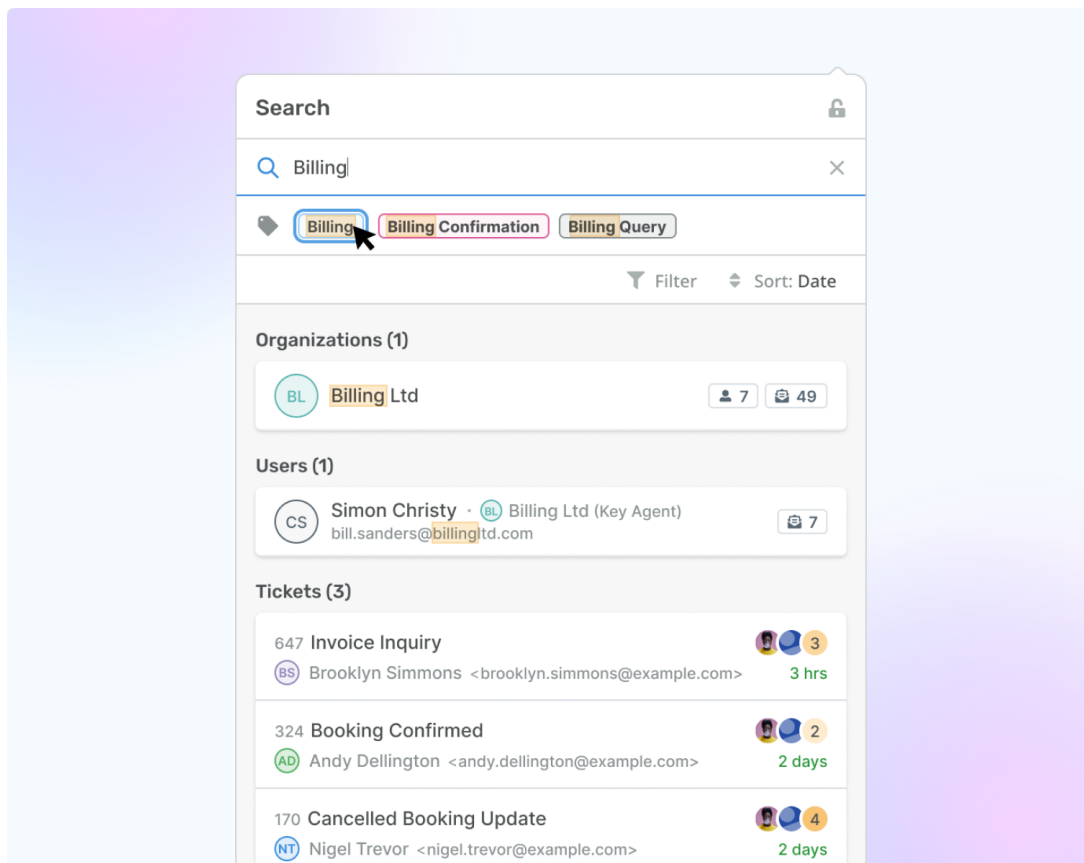 Search
Billing
Billing Billing Confirmation Billing Query
Filter Sort: Date
Organizations (1)
BL Billing Ltd 7 49
Users (1)
CS Simon Christy · BL Billing Ltd (Key Agent) 7
bill.sanders@billingltd.com
Tickets (3)
647 Invoice Inquiry 3
BS Brooklyn Simmons <brooklyn.simmons@example.com> 3 hrs
324 Booking Confirmed 2
AD Andy Dellington <andy.dellington@example.com> 2 days
170 Cancelled Booking Update 4
NT Nigel Trevor <nigel.trevor@example.com> 2 days